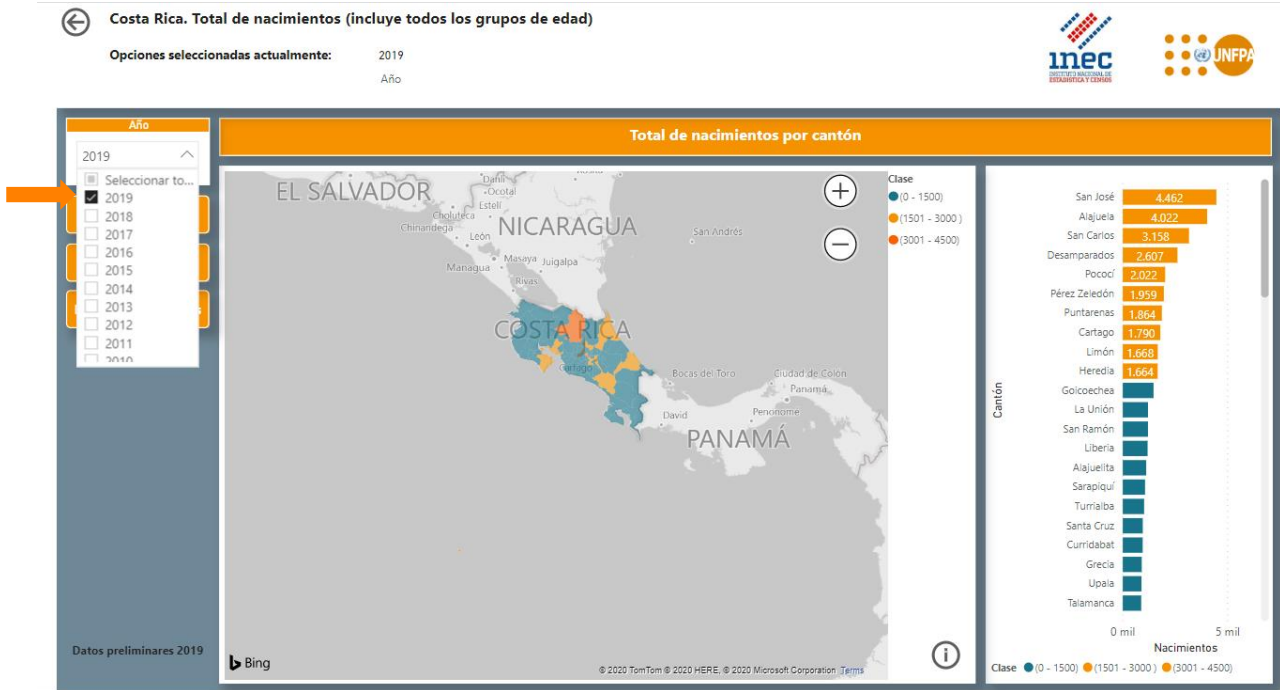 Costa Rica. Total de nacimientos (incluye todos los grupos de edad)
Opciones seleccionadas actualmente:
2019
Año
inec
INSTITUTO NACIONAL DE
ESTADÍSTICA Y CENSOS
UNFPA
Año
2019
Seleccionar to...
2019
2018
2017
2016
2015
2014
2013
2012
2011
2010
Datos preliminares 2019
Total de nacimientos por cantón
EL SALVADOR
Danlí
Ocotal
Estelí
Choluteca
Chinandega
León
NICARAGUA
San Andrés
Masaya
Juigalpa
Managua
Rivas
COSTA RICA
Cartago
Bocas del Toro
Ciudad de Colón
Panamá
David
Penonomé
PANAMÁ
Bing
© 2020 TomTom © 2020 HERE, © 2020 Microsoft Corporation Terms
Clase
(0 - 1500)
(1501 - 3000 )
(3001 - 4500)
Cantón
San José 4.462
Alajuela 4.022
San Carlos 3.158
Desamparados 2.607
Pococí 2.022
Pérez Zeledón 1.959
Puntarenas 1.864
Cartago 1.790
Limón 1.668
Heredia 1.664
Goicoechea
La Unión
San Ramón
Liberia
Alajuelita
Sarapiquí
Turrialba
Santa Cruz
Curridabat
Grecia
Upala
Talamanca
0 mil 5 mil
Nacimientos
Clase (0 - 1500) (1501 - 3000 ) (3001 - 4500)